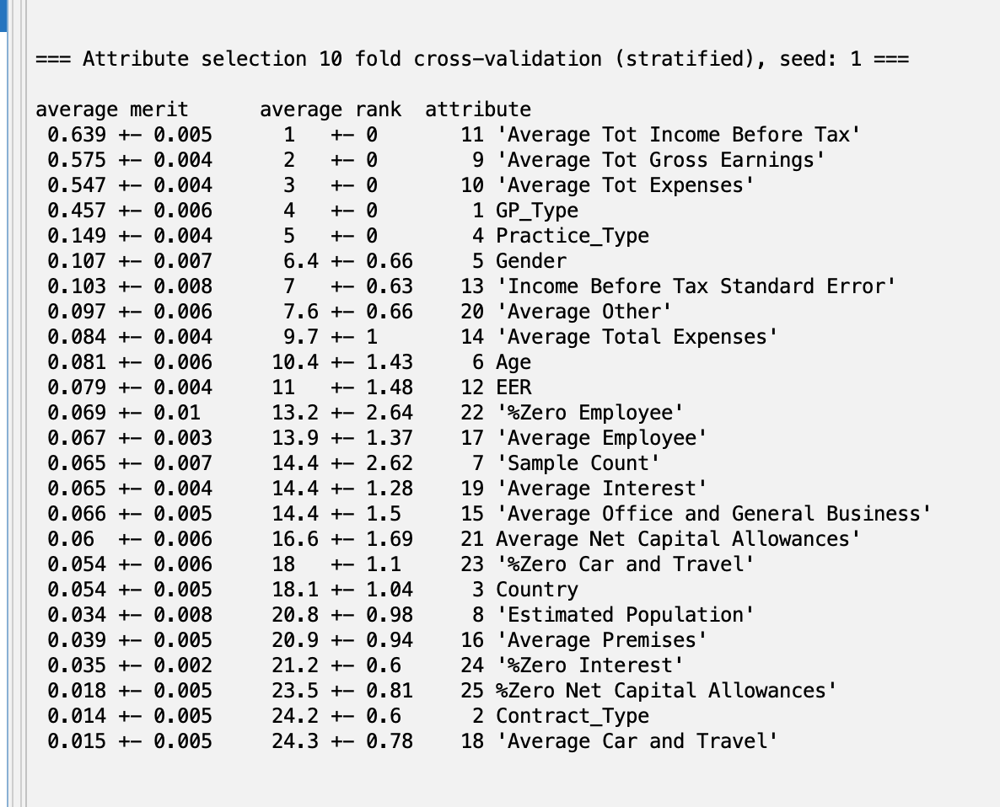 === Attribute selection 10 fold cross-validation (stratified), seed: 1 ===
average merit      average rank  attribute
 0.639 +- 0.005      1   +- 0       11 'Average Tot Income Before Tax'
 0.575 +- 0.004      2   +- 0        9 'Average Tot Gross Earnings'
 0.547 +- 0.004      3   +- 0       10 'Average Tot Expenses'
 0.457 +- 0.006      4   +- 0        1 GP_Type
 0.149 +- 0.004      5   +- 0        4 Practice_Type
 0.107 +- 0.007      6.4 +- 0.66     5 Gender
 0.103 +- 0.008      7   +- 0.63    13 'Income Before Tax Standard Error'
 0.097 +- 0.006      7.6 +- 0.66    20 'Average Other'
 0.084 +- 0.004      9.7 +- 1       14 'Average Total Expenses'
 0.081 +- 0.006     10.4 +- 1.43     6 Age
 0.079 +- 0.004     11   +- 1.48    12 EER
 0.069 +- 0.01      13.2 +- 2.64    22 '%Zero Employee'
 0.067 +- 0.003     13.9 +- 1.37    17 'Average Employee'
 0.065 +- 0.007     14.4 +- 2.62     7 'Sample Count'
 0.065 +- 0.004     14.4 +- 1.28    19 'Average Interest'
 0.066 +- 0.005     14.4 +- 1.5     15 'Average Office and General Business'
 0.06  +- 0.006     16.6 +- 1.69    21 Average Net Capital Allowances'
 0.054 +- 0.006     18   +- 1.1     23 '%Zero Car and Travel'
 0.054 +- 0.005     18.1 +- 1.04     3 Country
 0.034 +- 0.008     20.8 +- 0.98     8 'Estimated Population'
 0.039 +- 0.005     20.9 +- 0.94    16 'Average Premises'
 0.035 +- 0.002     21.2 +- 0.6     24 '%Zero Interest'
 0.018 +- 0.005     23.5 +- 0.81    25 %Zero Net Capital Allowances'
 0.014 +- 0.005     24.2 +- 0.6      2 Contract_Type
 0.015 +- 0.005     24.3 +- 0.78    18 'Average Car and Travel'